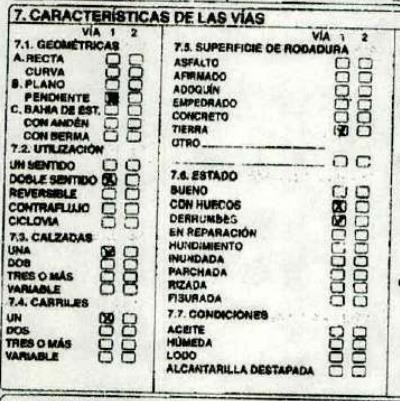 7. CARACTERÍSTICAS DE LAS VÍAS
VÍA 1 2
7.1. GEOMÉTRICAS
A. RECTA
CURVA
B. PLANO
PENDIENTE
C. BAHIA DE EST.
CON ANDÉN
CON BERMA
7.2. UTILIZACIÓN
UN SENTIDO
DOBLE SENTIDO
REVERSIBLE
CONTRAFLUJO
CICLOVIA
7.3. CALZADAS
UNA
DOS
TRES O MÁS
VARIABLE
7.4. CARRILES
UN
DOS
TRES O MÁS
VARIABLE
VÍA 1 2
7.5. SUPERFICIE DE RODADURA
ASFALTO
AFIRMADO
ADOQUÍN
EMPEDRADO
CONCRETO
TIERRA
OTRO
7.6. ESTADO
BUENO
CON HUECOS
DERRUMBES
EN REPARACIÓN
HUNDIMIENTO
INUNDADA
PARCHADA
RIZADA
FISURADA
7.7. CONDICIONES
ACEITE
HÚMEDA
LODO
ALCANTARILLA DESTAPADA